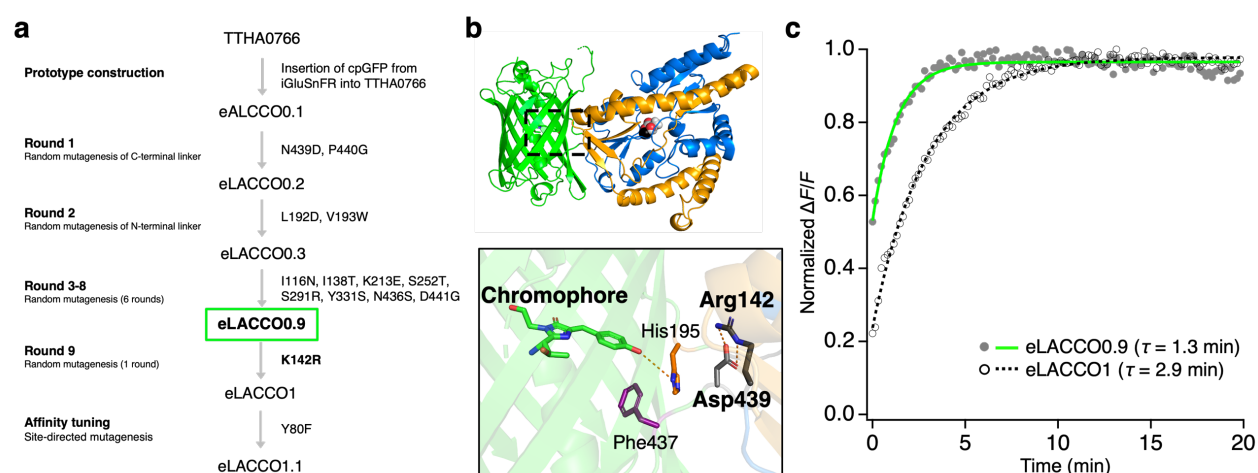 a
TTHA0766
Prototype construction
Insertion of cpGFP from
iGluSnFR into TTHA0766
eALCCO0.1
Round 1
Random mutagenesis of C-terminal linker
N439D, P440G
eLACCO0.2
Round 2
Random mutagenesis of N-terminal linker
L192D, V193W
eLACCO0.3
Round 3-8
Random mutagenesis (6 rounds)
I116N, I138T, K213E, S252T,
S291R, Y331S, N436S, D441G
eLACCO0.9
Round 9
Random mutagenesis (1 round)
K142R
eLACCO1
Affinity tuning
Site-directed mutagenesis
Y80F
eLACCO1.1
b
Chromophore
Arg142
His195
Asp439
Phe437
c
Normalized ΔF/F
1.0
0.8
0.6
0.4
0.2
0.0
eLACCO0.9 (τ = 1.3 min)
eLACCO1 (τ = 2.9 min)
0 5 10 15 20
Time (min)